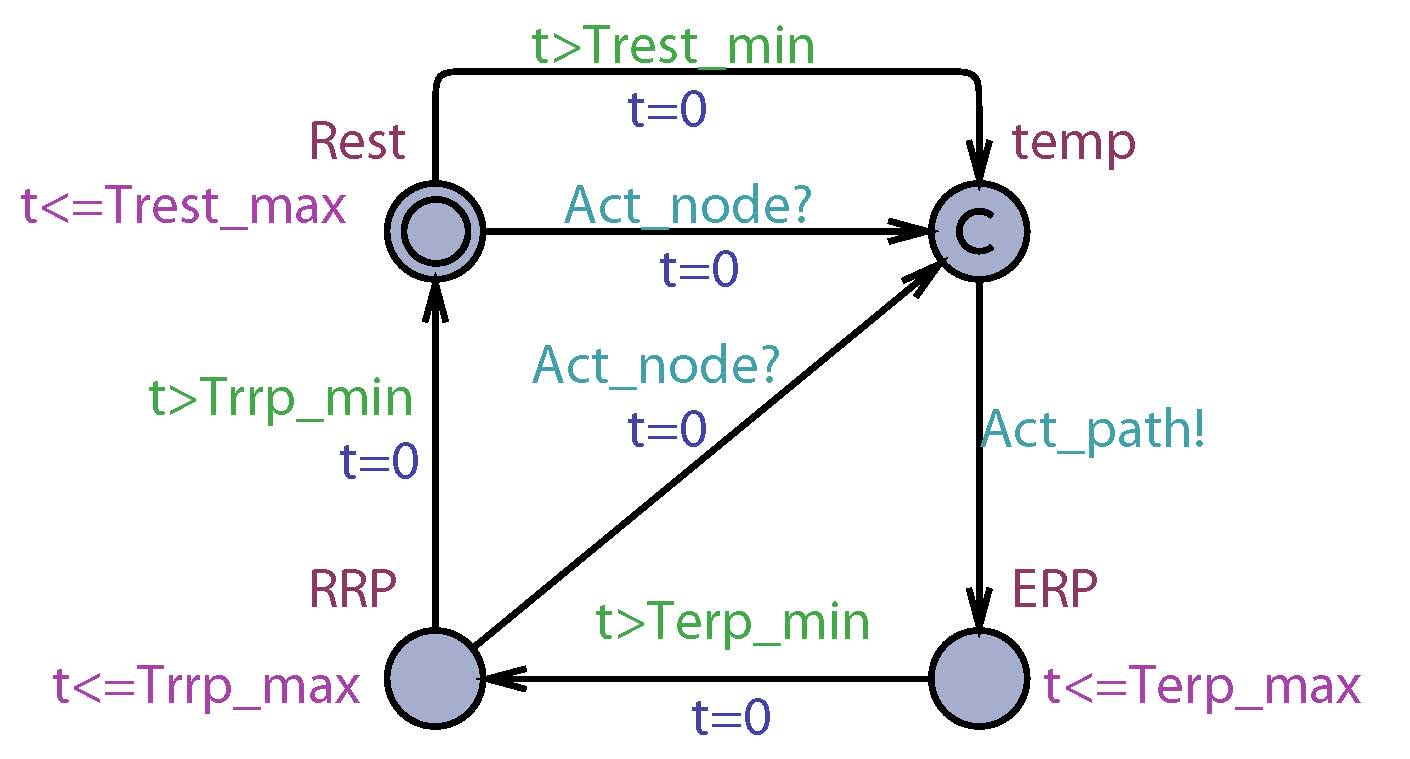 t>Trest_min
t=0
Rest
temp
t<=Trest_max
Act_node?
C
t=0
Act_node?
t>Trrp_min
t=0
Act_path!
t=0
RRP
ERP
t>Terp_min
t<=Trrp_max
t<=Terp_max
t=0